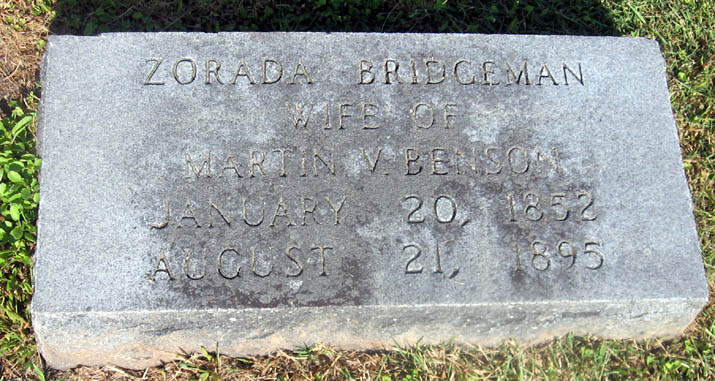 ZORADA BRIDGEMAN
WIFE OF
MARTIN V. BENSON
JANUARY 20, 1852
AUGUST 21, 1895